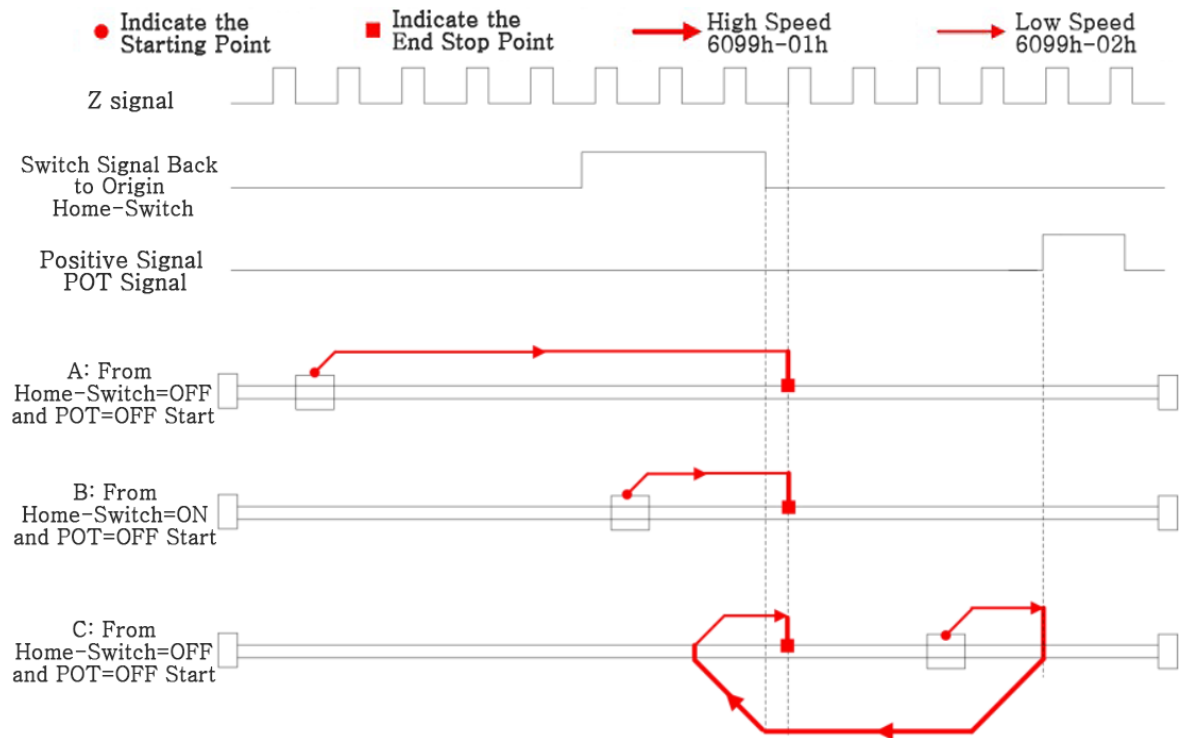 Indicate the
Starting Point
Indicate the
End Stop Point
High Speed
6099h-01h
Low Speed
6099h-02h
Z signal
Switch Signal Back
to Origin
Home-Switch
Positive Signal
POT Signal
A: From
Home-Switch=OFF
and POT=OFF Start
B: From
Home-Switch=ON
and POT=OFF Start
C: From
Home-Switch=OFF
and POT=OFF Start